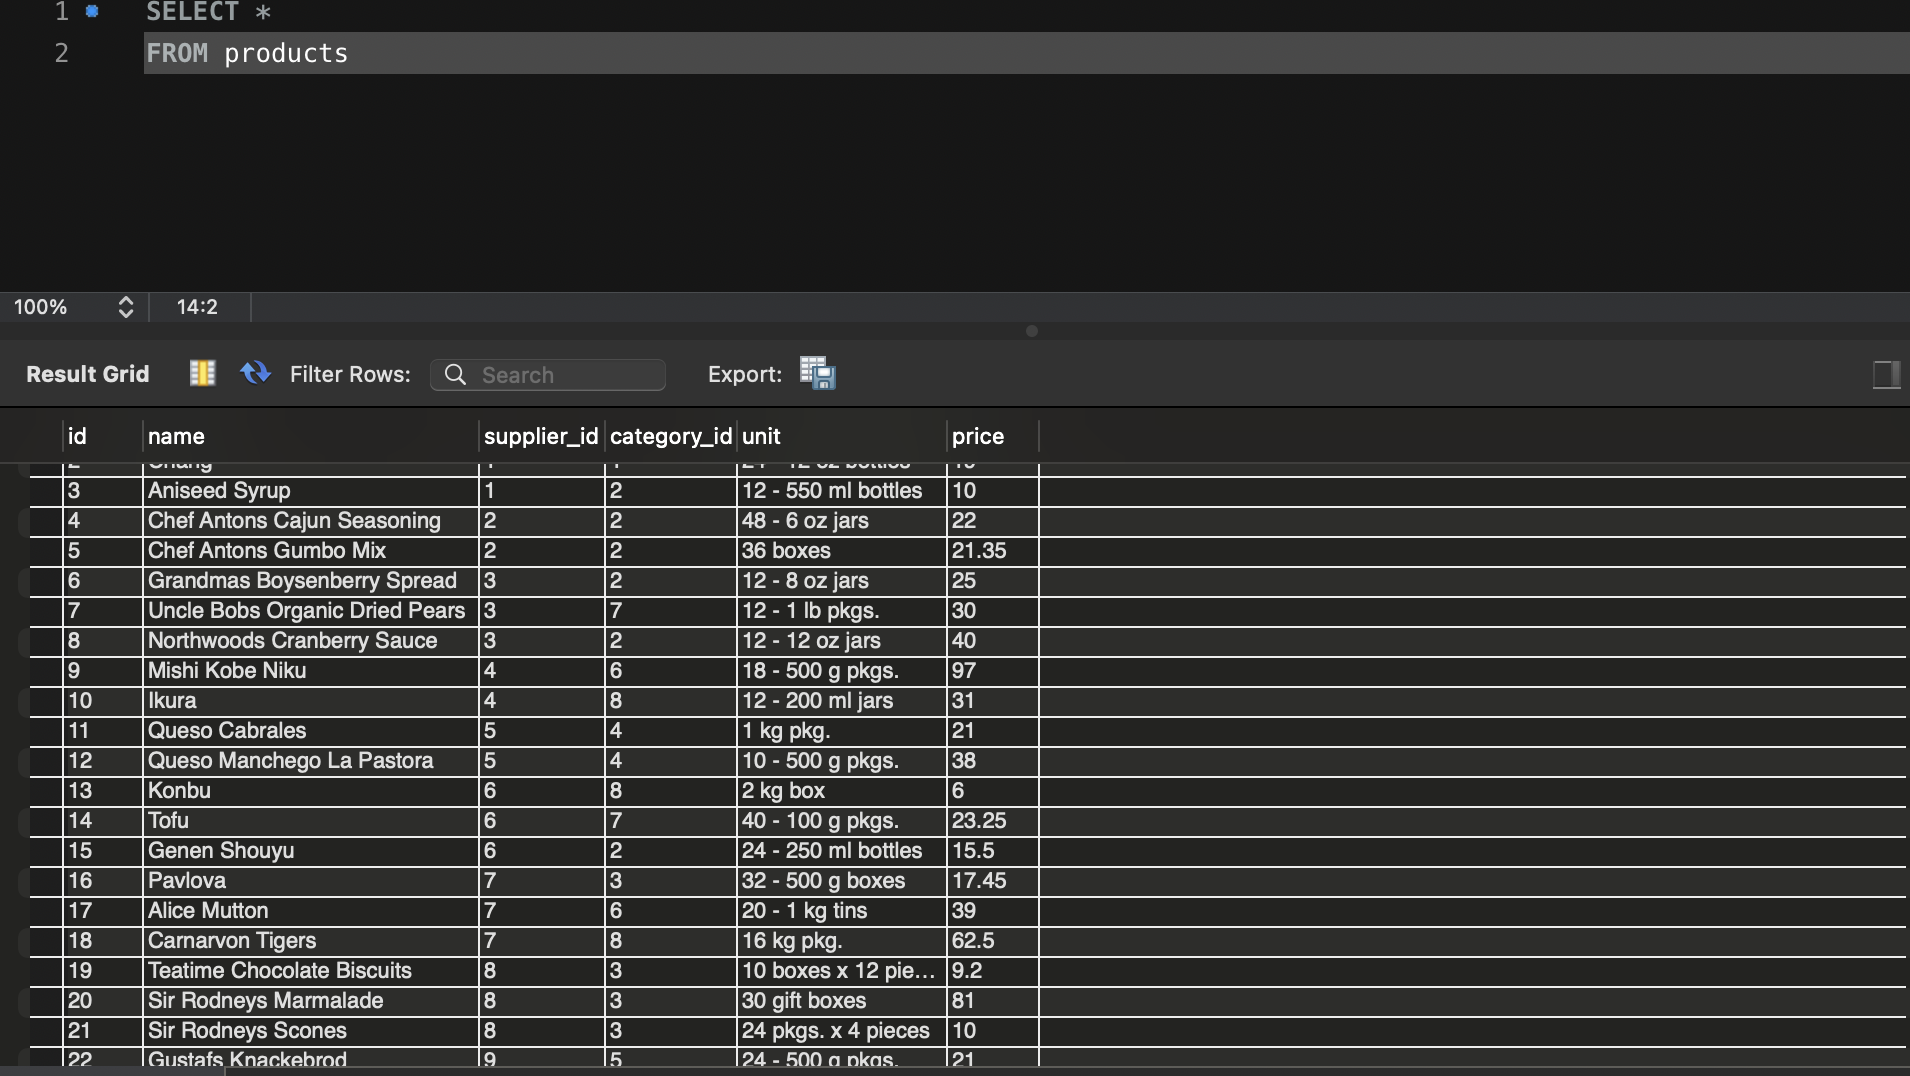 1 SELECT *
2 FROM products
100% 14:2
Result Grid Filter Rows: Search Export:
id name supplier_id category_id unit price
2 Chang 1 1 24 - 12 oz bottles 19
3 Aniseed Syrup 1 2 12 - 550 ml bottles 10
4 Chef Antons Cajun Seasoning 2 2 48 - 6 oz jars 22
5 Chef Antons Gumbo Mix 2 2 36 boxes 21.35
6 Grandmas Boysenberry Spread 3 2 12 - 8 oz jars 25
7 Uncle Bobs Organic Dried Pears 3 7 12 - 1 lb pkgs. 30
8 Northwoods Cranberry Sauce 3 2 12 - 12 oz jars 40
9 Mishi Kobe Niku 4 6 18 - 500 g pkgs. 97
10 Ikura 4 8 12 - 200 ml jars 31
11 Queso Cabrales 5 4 1 kg pkg. 21
12 Queso Manchego La Pastora 5 4 10 - 500 g pkgs. 38
13 Konbu 6 8 2 kg box 6
14 Tofu 6 7 40 - 100 g pkgs. 23.25
15 Genen Shouyu 6 2 24 - 250 ml bottles 15.5
16 Pavlova 7 3 32 - 500 g boxes 17.45
17 Alice Mutton 7 6 20 - 1 kg tins 39
18 Carnarvon Tigers 7 8 16 kg pkg. 62.5
19 Teatime Chocolate Biscuits 8 3 10 boxes x 12 pie... 9.2
20 Sir Rodneys Marmalade 8 3 30 gift boxes 81
21 Sir Rodneys Scones 8 3 24 pkgs. x 4 pieces 10
22 Gustafs Knackebrod 9 5 24 - 500 g pkgs. 21